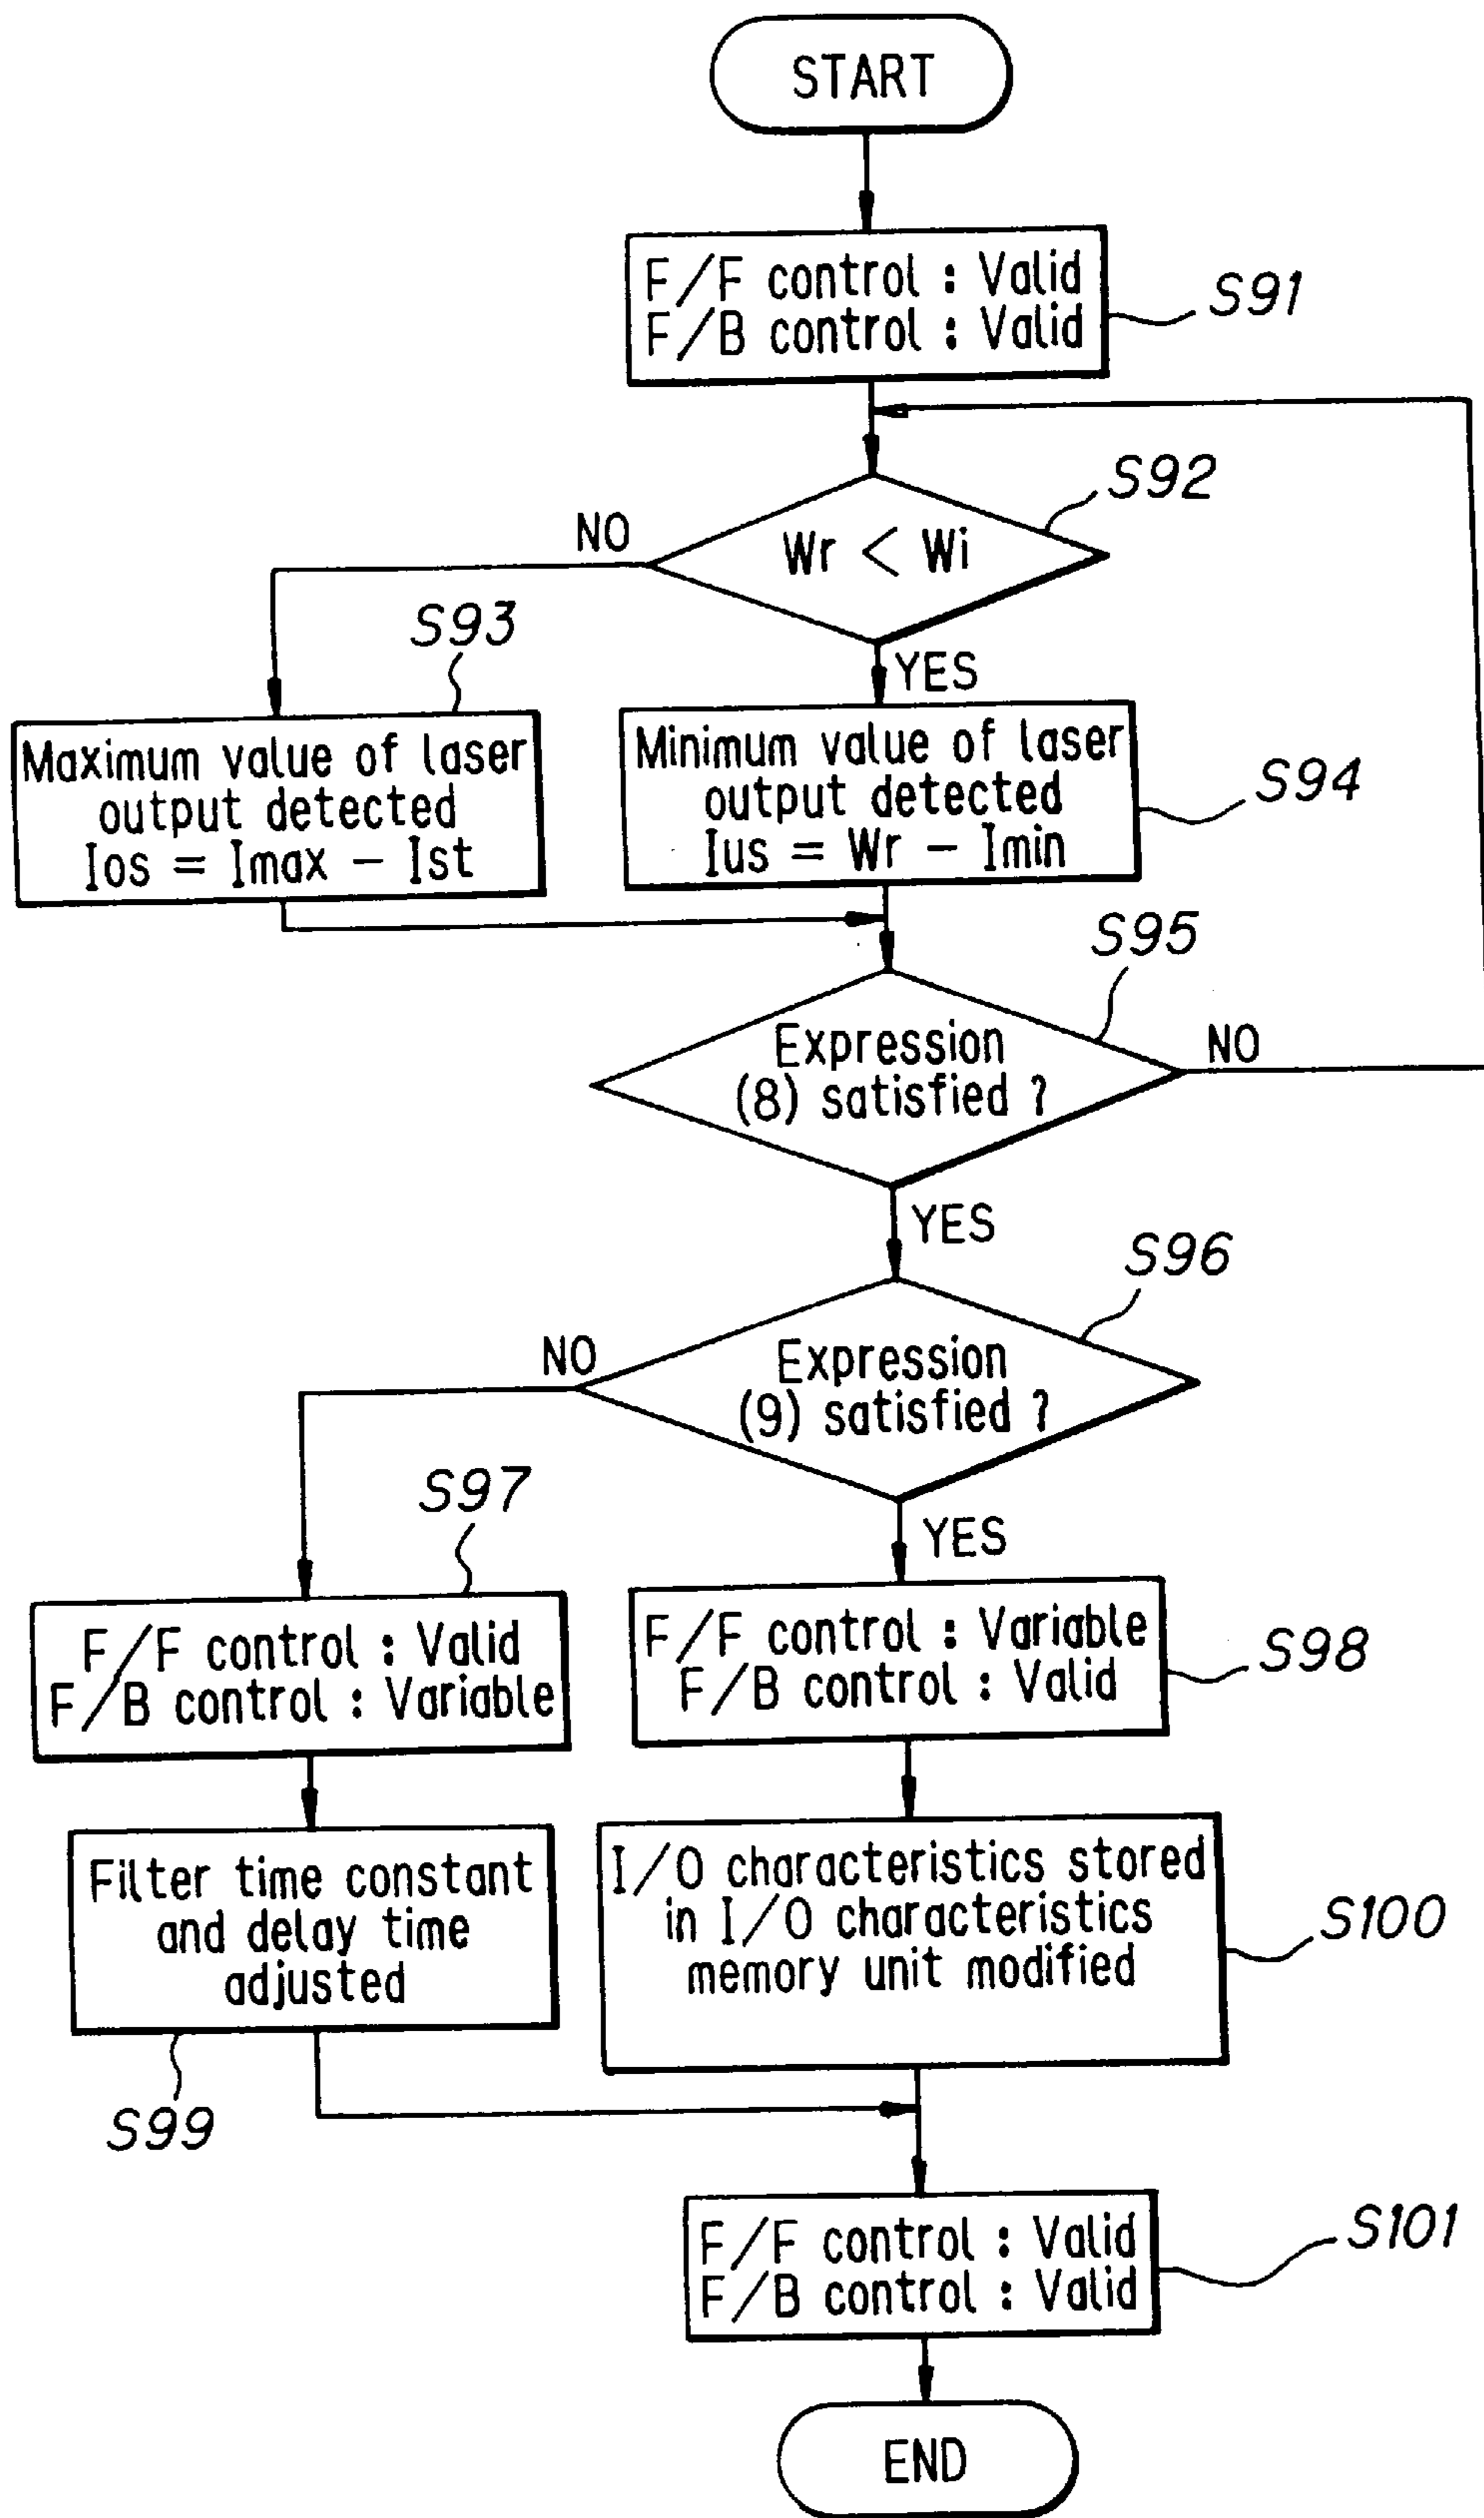 START
F/F control : Valid
F/B control : Valid
S91
S92
NO
Wr < Wi
YES
S93
Maximum value of laser
output detected
Ios = Imax - Ist
Minimum value of laser
output detected
Ius = Wr - Imin
S94
S95
Expression
(8) satisfied ?
NO
YES
S96
NO
Expression
(9) satisfied ?
YES
S97
F/F control : Valid
F/B control : Variable
F/F control : Variable
F/B control : Valid
S98
Filter time constant
and delay time
adjusted
S99
I/O characteristics stored
in I/O characteristics
memory unit modified
S100
F/F control : Valid
F/B control : Valid
S101
END